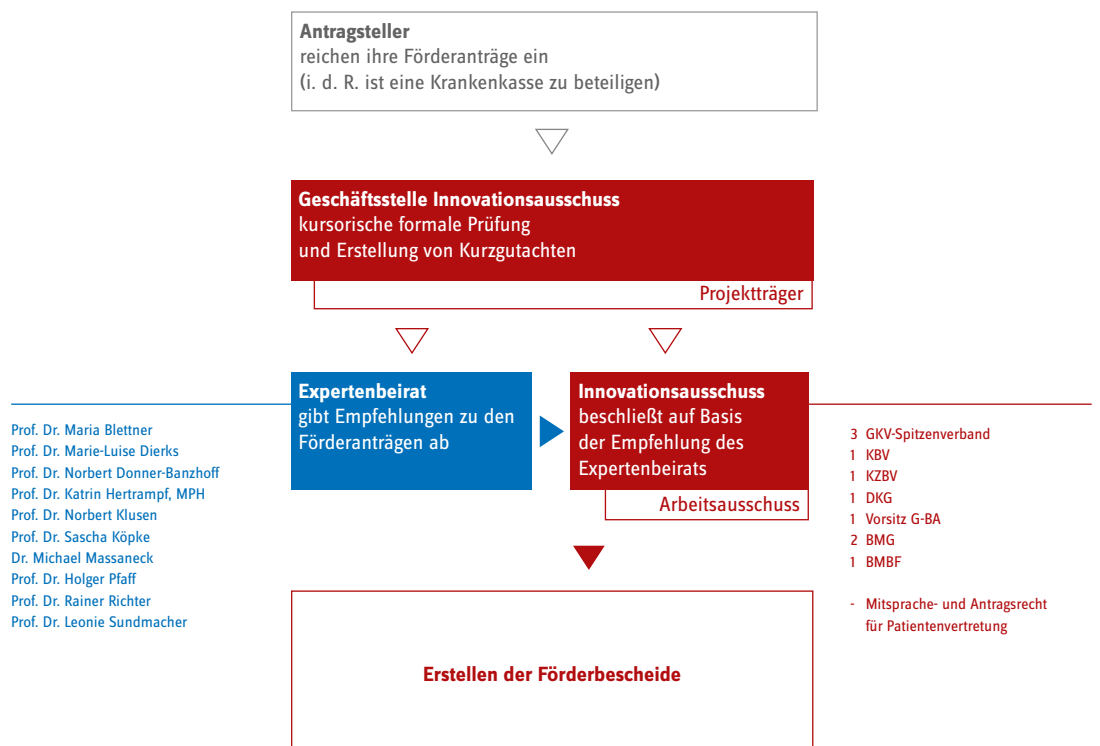 Antragsteller
reichen ihre Förderanträge ein
(i. d. R. ist eine Krankenkasse zu beteiligen)
Geschäftsstelle Innovationsausschuss
kursorische formale Prüfung
und Erstellung von Kurzgutachten
Projektträger
Expertenbeirat
gibt Empfehlungen zu den
Förderanträgen ab
Innovationsausschuss
beschließt auf Basis
der Empfehlung des
Expertenbeirats
Arbeitsausschuss
Prof. Dr. Maria Blettner
Prof. Dr. Marie-Luise Dierks
Prof. Dr. Norbert Donner-Banzhoff
Prof. Dr. Katrin Hertrampf, MPH
Prof. Dr. Norbert Klusen
Prof. Dr. Sascha Köpke
Dr. Michael Massaneck
Prof. Dr. Holger Pfaff
Prof. Dr. Rainer Richter
Prof. Dr. Leonie Sundmacher
3 GKV-Spitzenverband
1 KBV
1 KZBV
1 DKG
1 Vorsitz G-BA
2 BMG
1 BMBF
- Mitsprache- und Antragsrecht
für Patientenvertretung
Erstellen der Förderbescheide